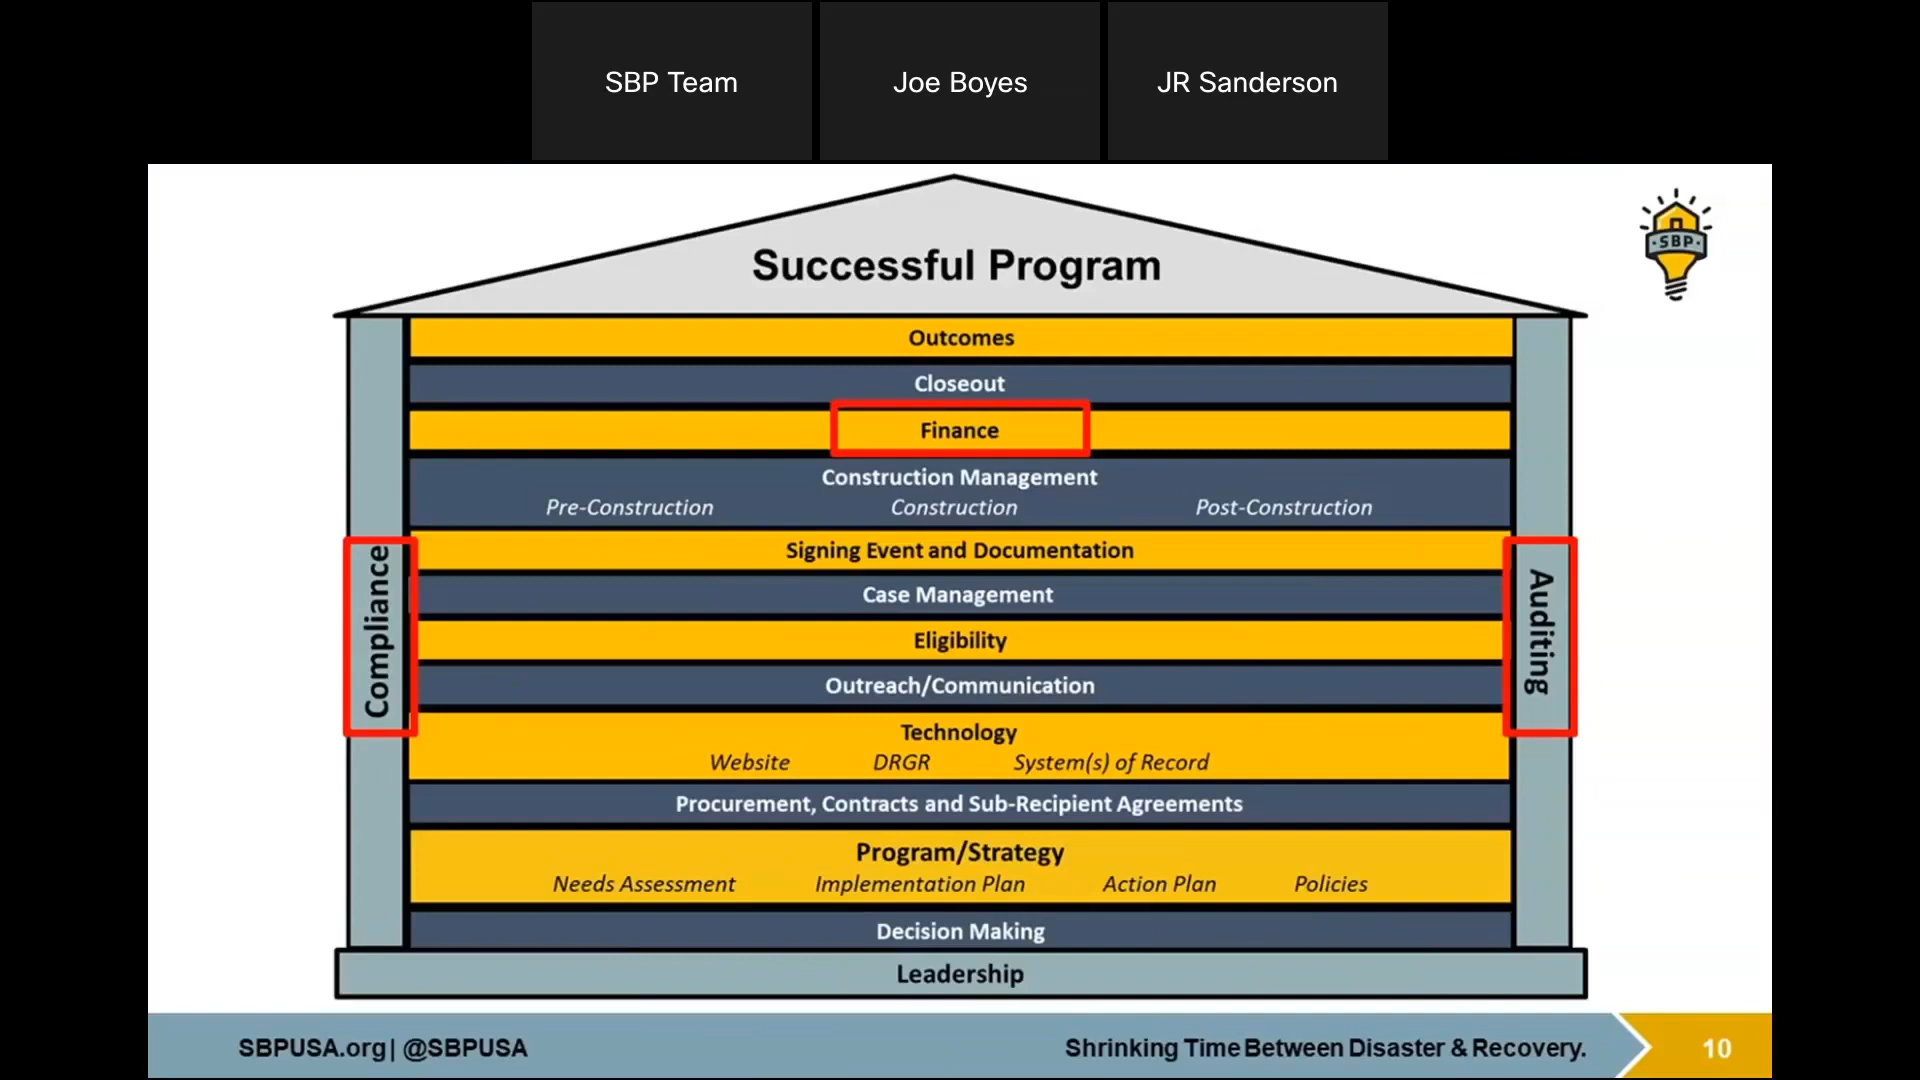 SBP Team
Joe Boyes
JR Sanderson
SBP
Successful Program
Outcomes
Closeout
Finance
Construction Management
Pre-Construction Construction Post-Construction
Signing Event and Documentation
Case Management
Eligibility
Outreach/Communication
Technology
Website DRGR System(s) of Record
Procurement, Contracts and Sub-Recipient Agreements
Program/Strategy
Needs Assessment Implementation Plan Action Plan Policies
Decision Making
Leadership
Compliance
Auditing
SBPUSA.org| @SBPUSA
Shrinking Time Between Disaster & Recovery.
10